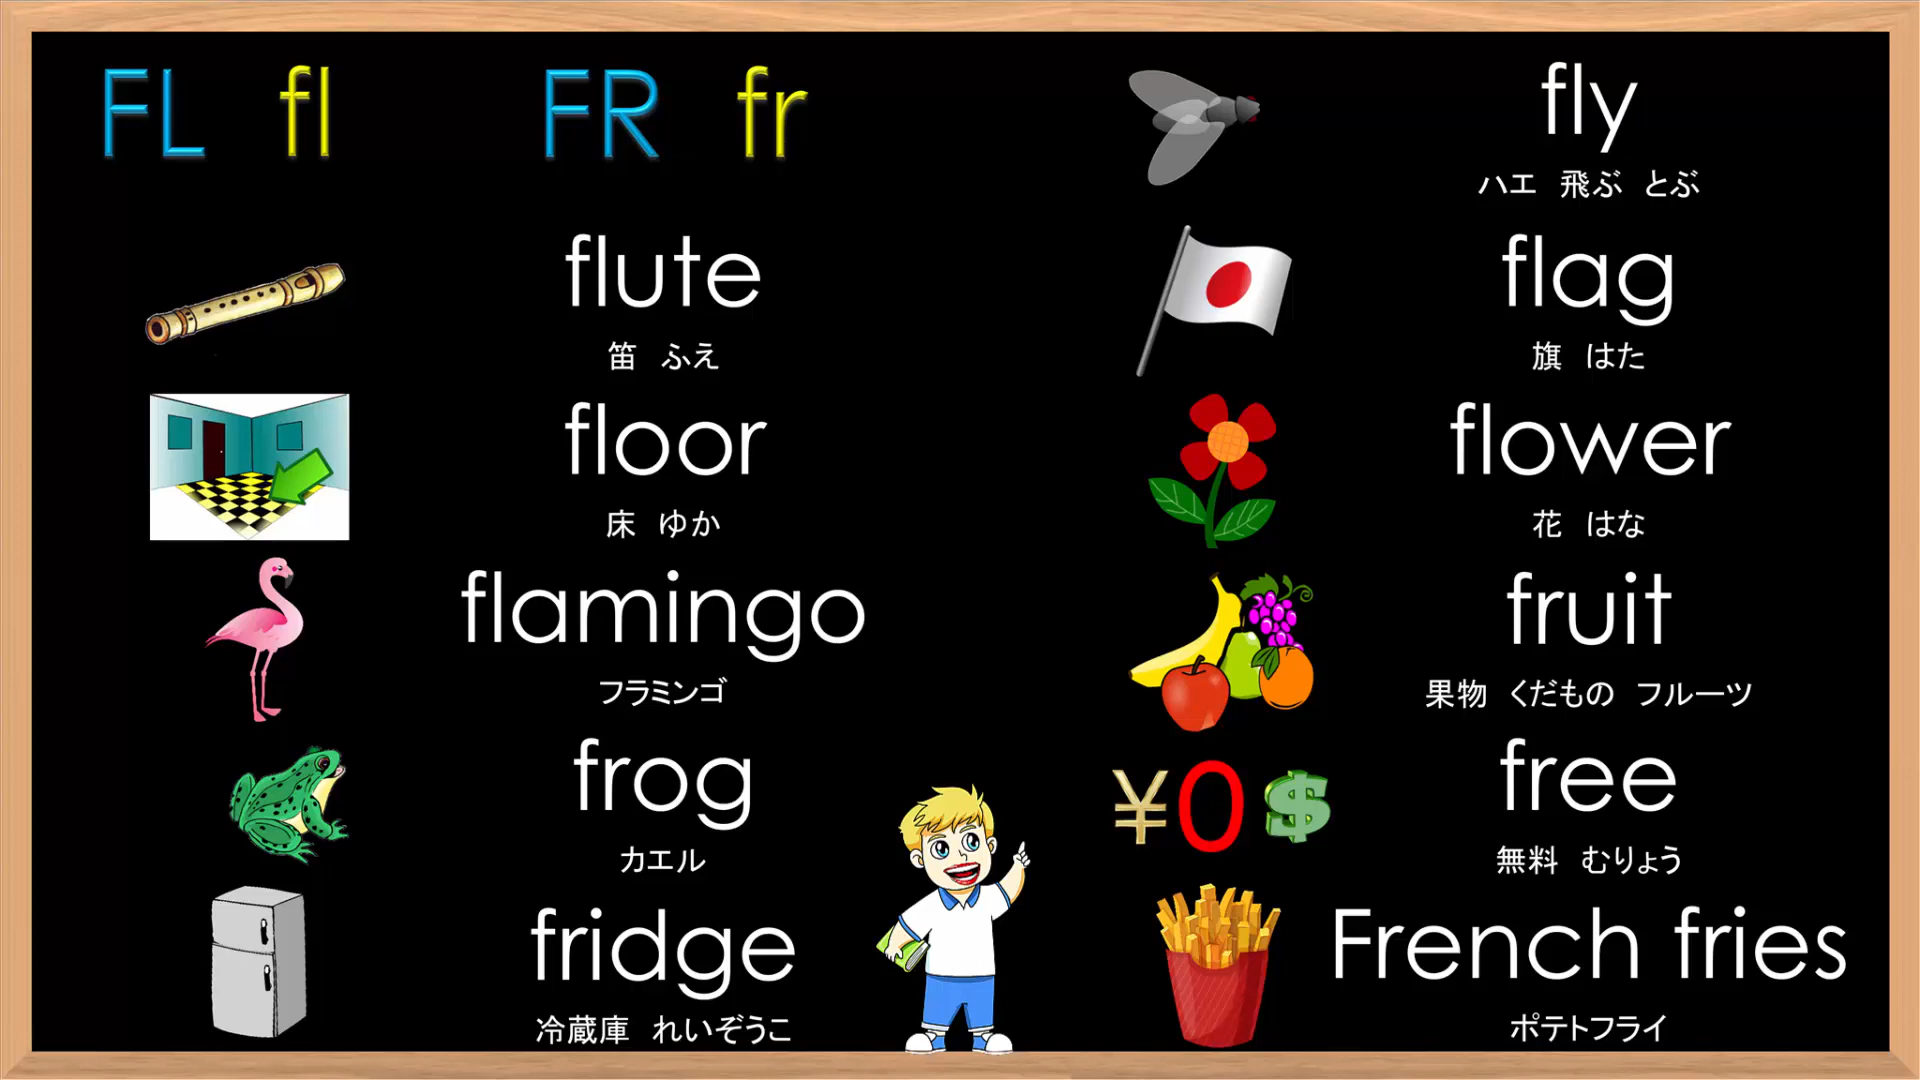 FL fl FR fr
flute
笛 ふえ
floor
床 ゆか
flamingo
フラミンゴ
frog
カエル
fridge
冷蔵庫 れいぞうこ
fly
ハエ 飛ぶ とぶ
flag
旗 はた
flower
花 はな
fruit
果物 くだもの フルーツ
¥0$
free
無料 むりょう
French fries
ポテトフライ